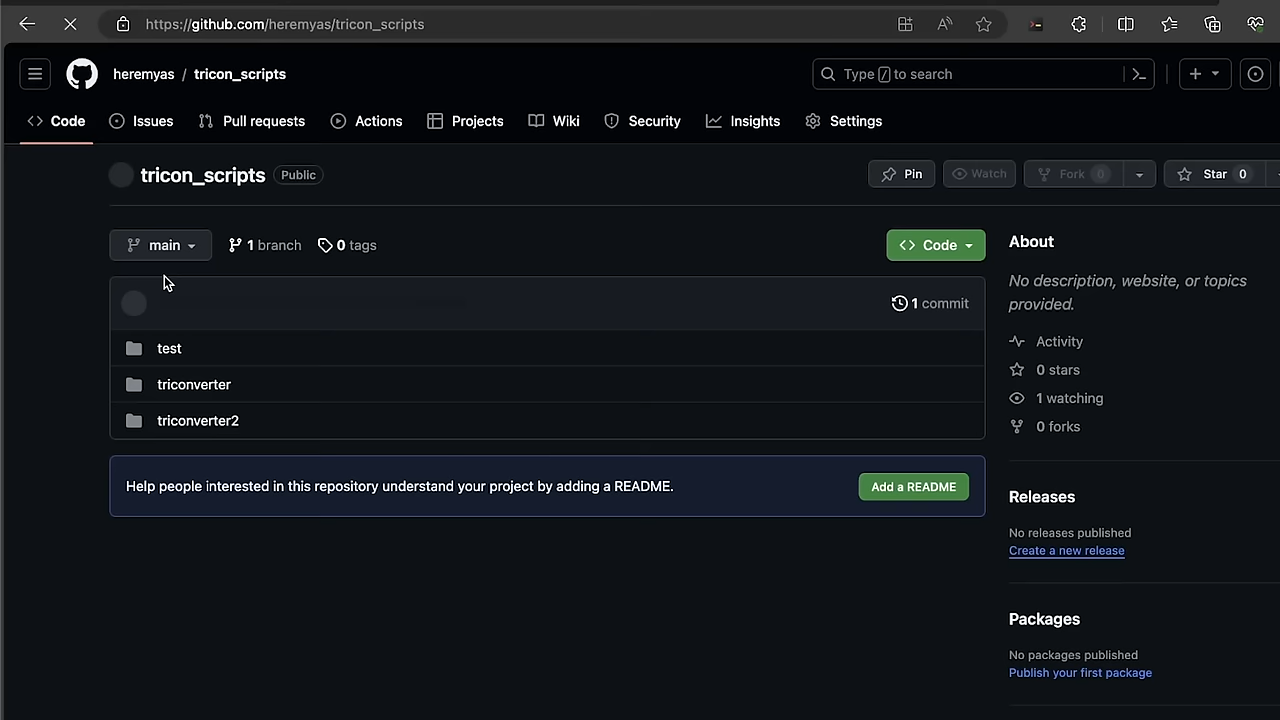 https://github.com/heremyas/tricon_scripts
heremyas / tricon_scripts
Type / to search
Code Issues Pull requests Actions Projects Wiki Security Insights Settings
tricon_scripts Public
Pin Watch Fork 0 Star 0
main 1 branch 0 tags Code
1 commit
test
triconverter
triconverter2
Help people interested in this repository understand your project by adding a README. Add a README
About
No description, website, or topics
provided.
Activity
0 stars
1 watching
0 forks
Releases
No releases published
Create a new release
Packages
No packages published
Publish your first package